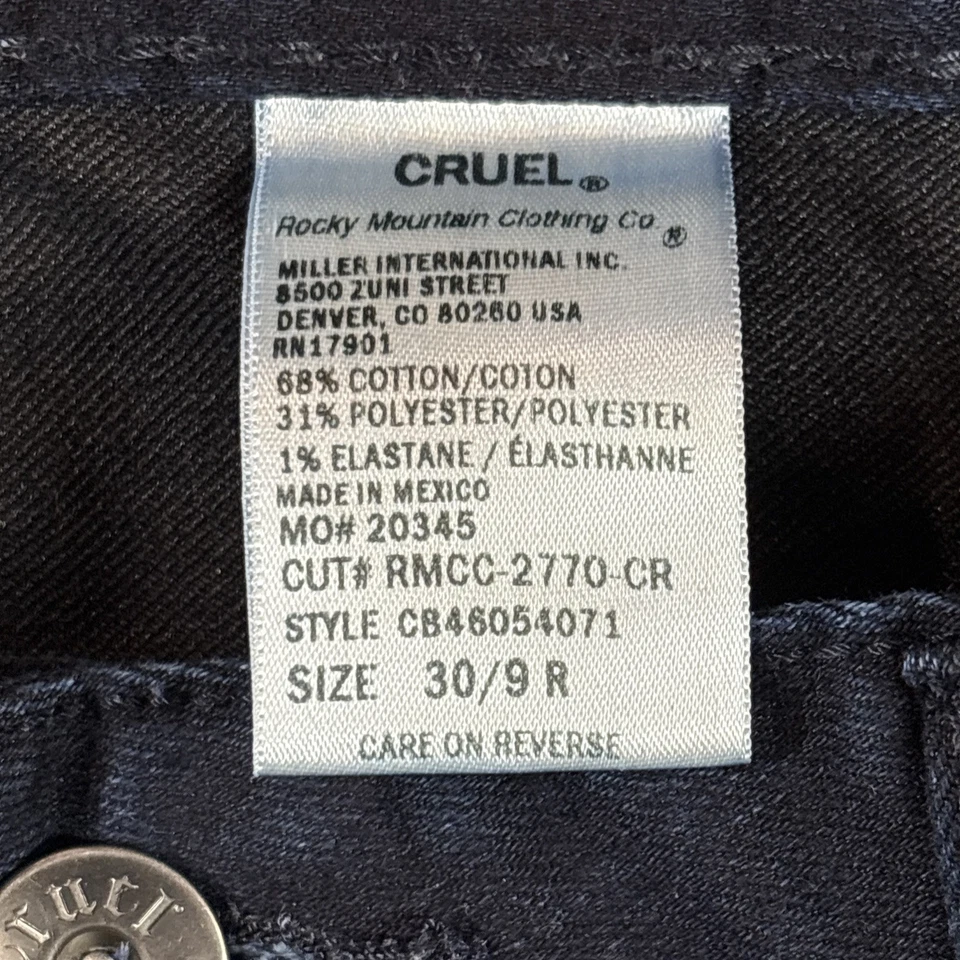 CRUEL®
Rocky Mountain Clothing Co ®
MILLER INTERNATIONAL INC.
8500 ZUNI STREET
DENVER, CO 80260 USA
RN17901
68% COTTON/COTON
31% POLYESTER/POLYESTER
1% ELASTANE / ÉLASTHANNE
MADE IN MEXICO
MO# 20345
CUT# RMCC-2770-CR
STYLE CB46054071
SIZE 30/9 R
CARE ON REVERSE
Cruel